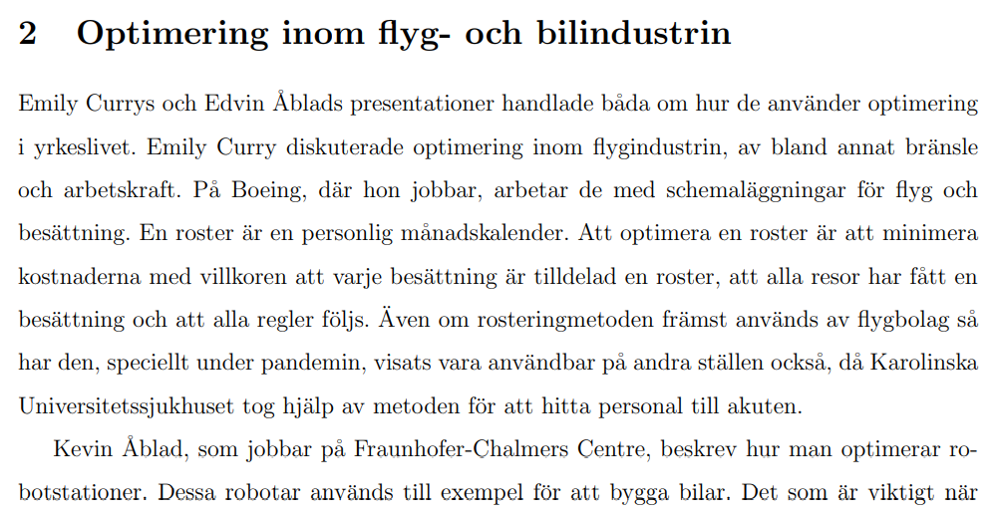 2 Optimering inom flyg- och bilindustrin
Emily Currys och Edvin Åblads presentationer handlade båda om hur de använder optimering
i yrkeslivet. Emily Curry diskuterade optimering inom flygindustrin, av bland annat bränsle
och arbetskraft. På Boeing, där hon jobbar, arbetar de med schemaläggningar för flyg och
besättning. En roster är en personlig månadskalender. Att optimera en roster är att minimera
kostnaderna med villkoren att varje besättning är tilldelad en roster, att alla resor har fått en
besättning och att alla regler följs. Även om rosteringmetoden främst används av flygbolag så
har den, speciellt under pandemin, visats vara användbar på andra ställen också, då Karolinska
Universitetssjukhuset tog hjälp av metoden för att hitta personal till akuten.
Kevin Åblad, som jobbar på Fraunhofer-Chalmers Centre, beskrev hur man optimerar ro-
botstationer. Dessa robotar används till exempel för att bygga bilar. Det som är viktigt när